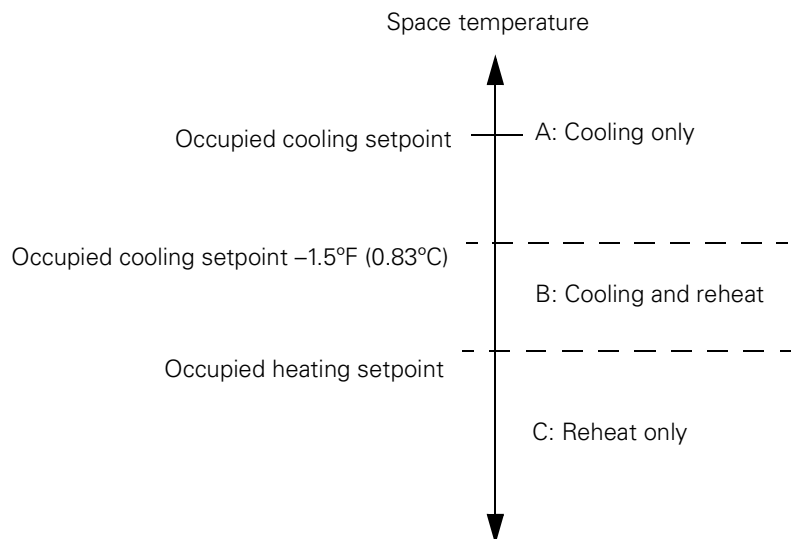 Space temperature
Occupied cooling setpoint
A: Cooling only
Occupied cooling setpoint –1.5ºF (0.83ºC)
B: Cooling and reheat
Occupied heating setpoint
C: Reheat only